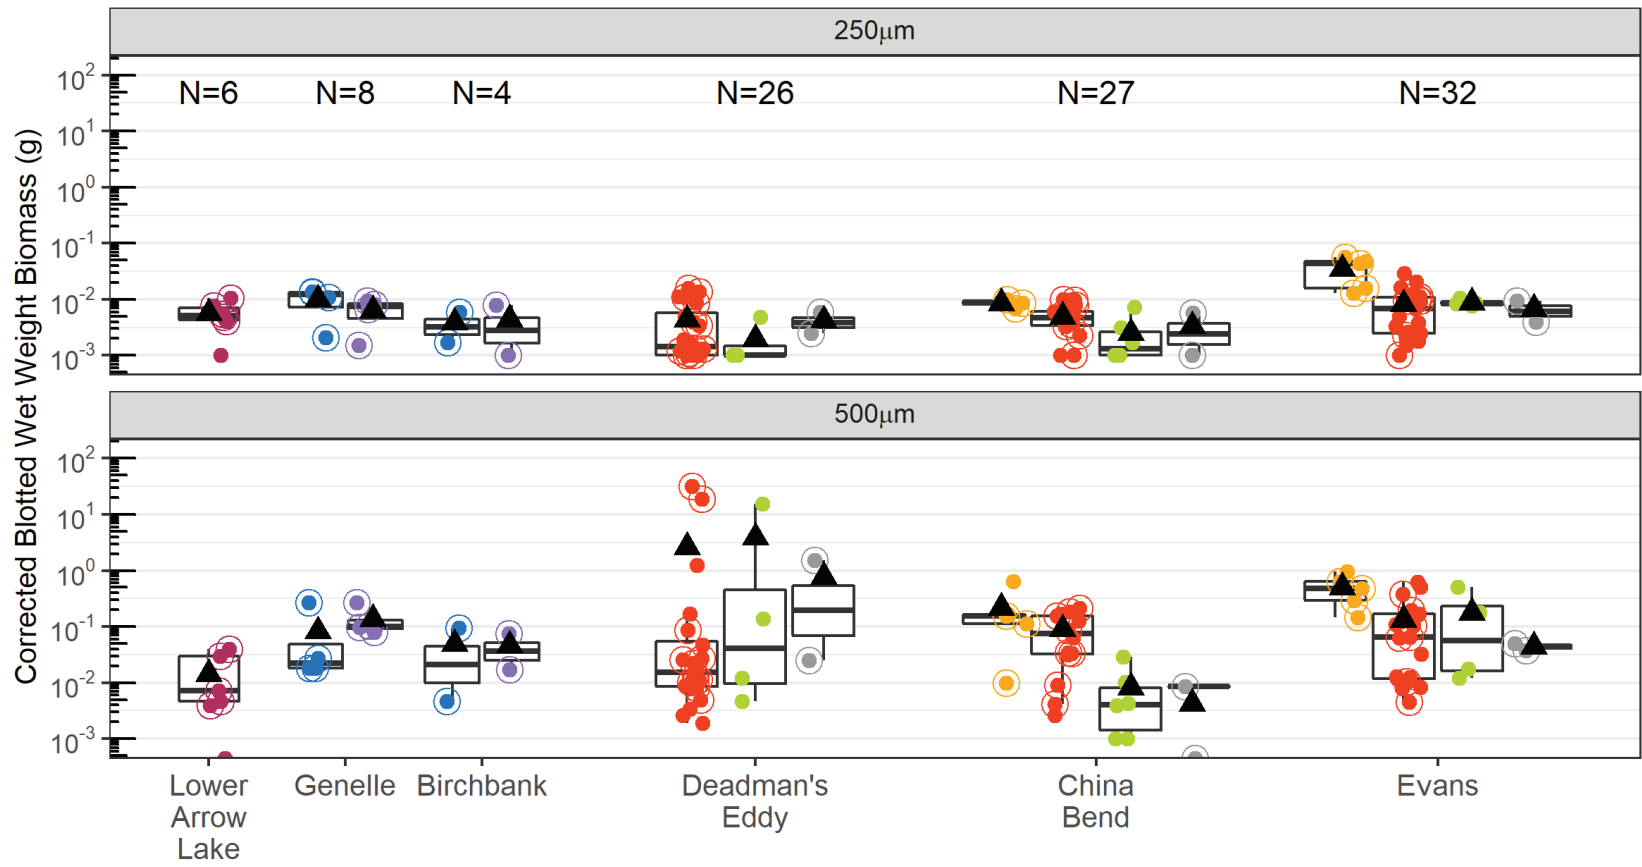 250μm
10²
10¹
10⁰
10⁻¹
10⁻²
10⁻³
N=6 N=8 N=4 N=26 N=27 N=32
Corrected Blotted Wet Weight Biomass (g)
500μm
10²
10¹
10⁰
10⁻¹
10⁻²
10⁻³
Lower
Arrow
Lake
Genelle
Birchbank
Deadman's
Eddy
China
Bend
Evans